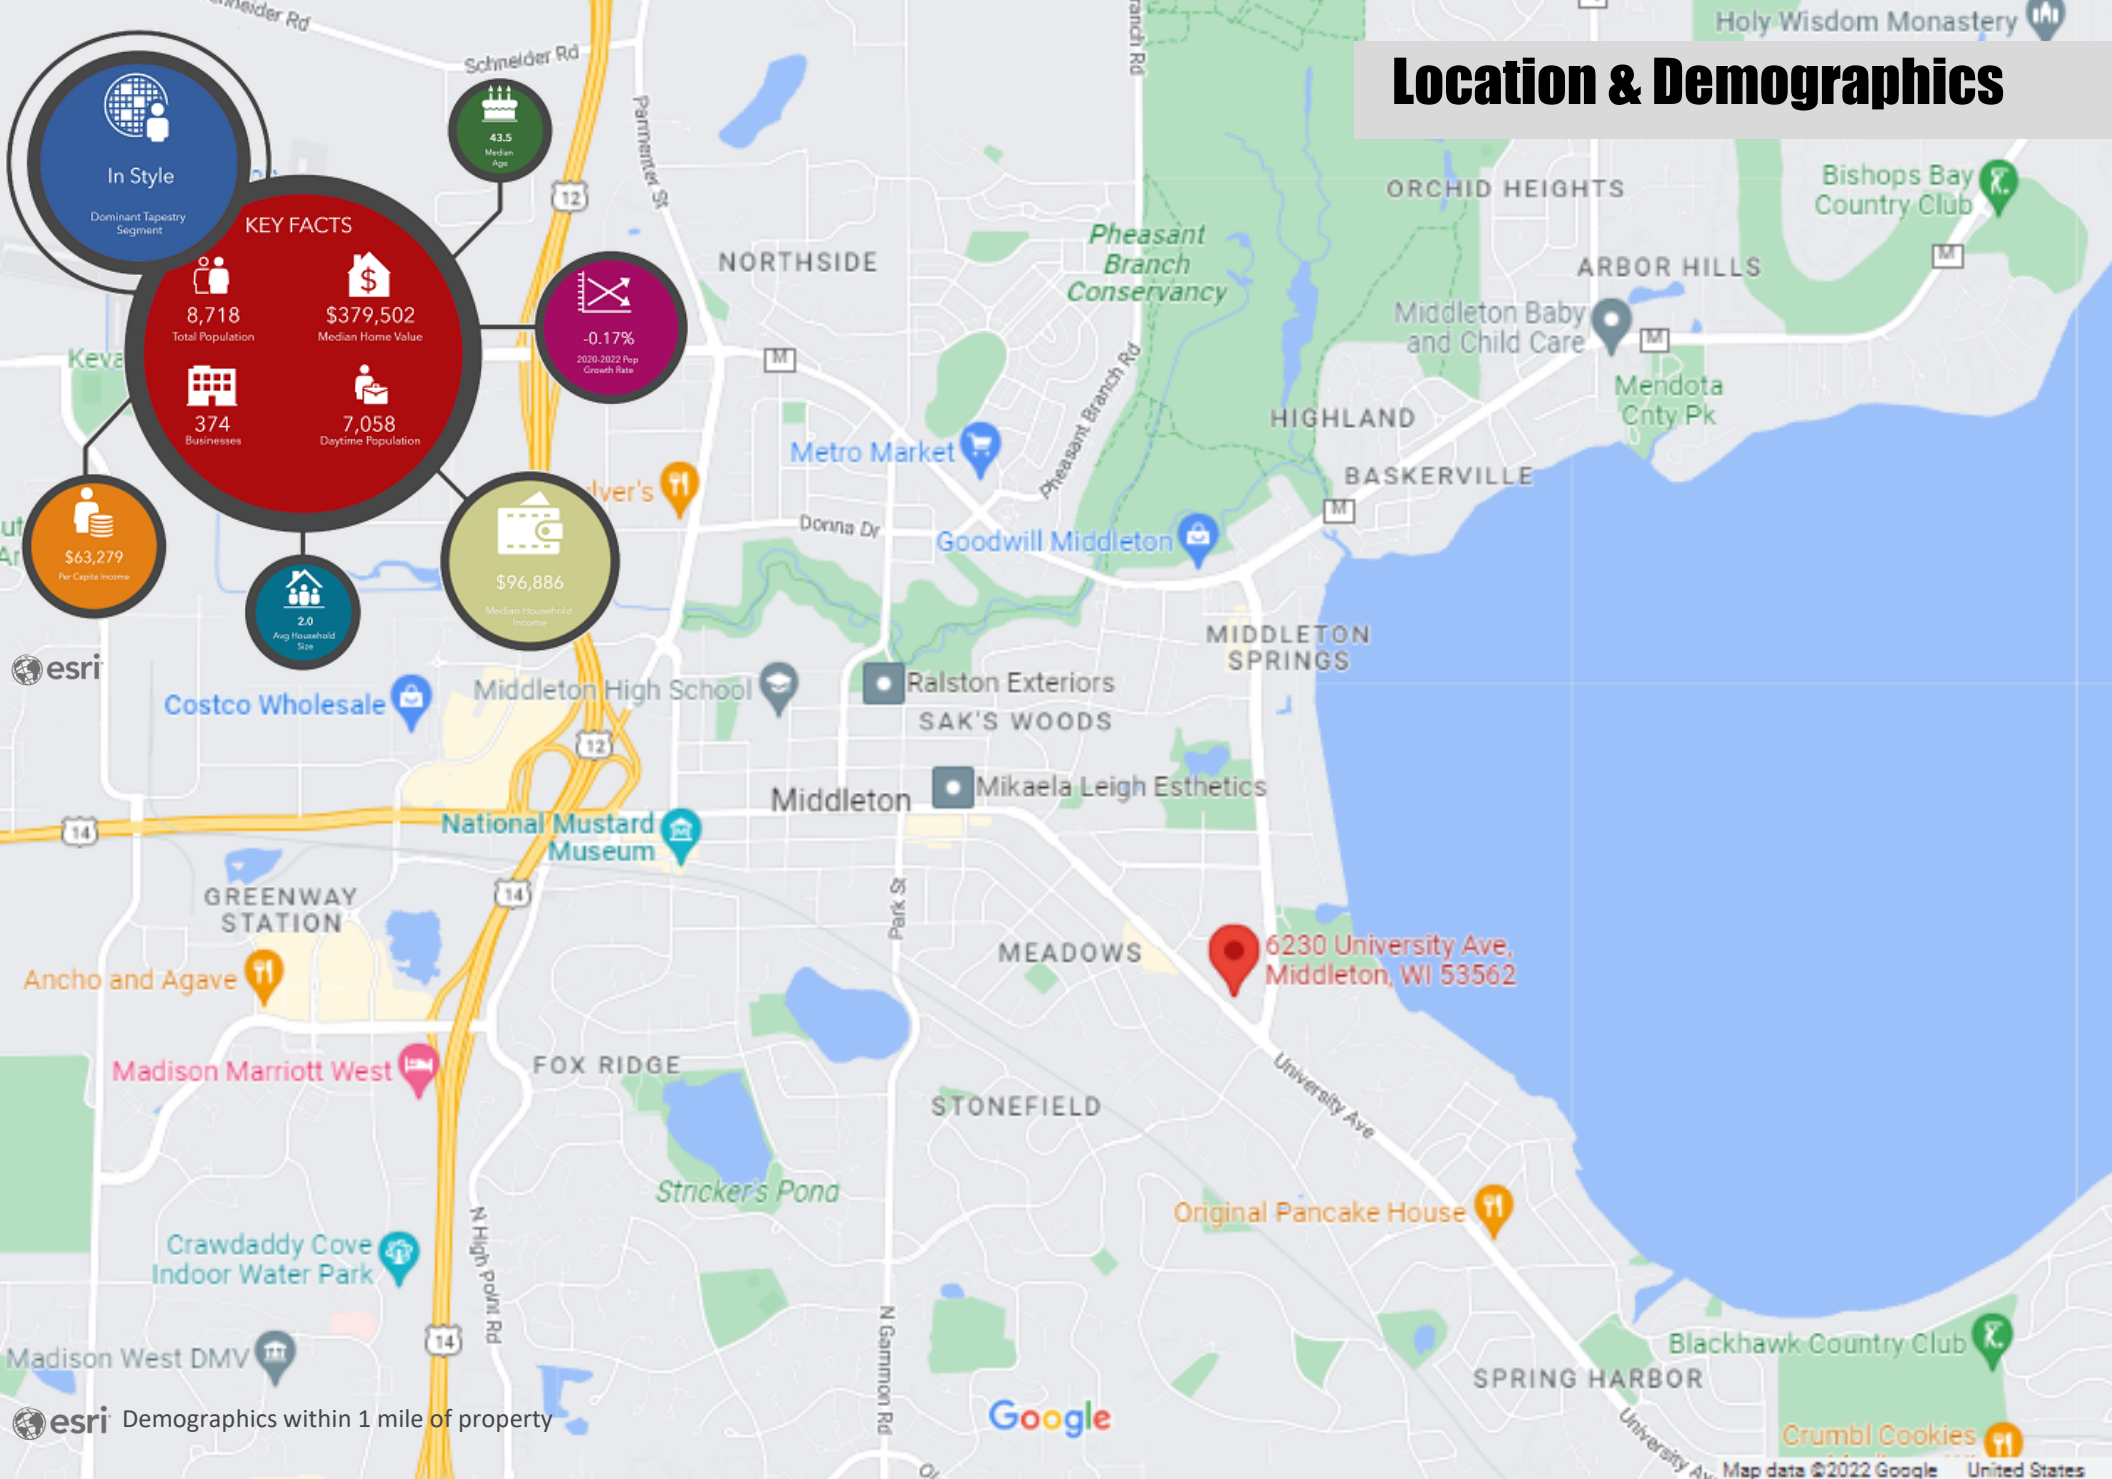 Location & Demographics
In Style
Dominant Tapestry
Segment
KEY FACTS
8,718
Total Population
$379,502
Median Home Value
374
Businesses
7,058
Daytime Population
43.5
Median
Age
-0.17%
2020-2022 Pop
Growth Rate
$63,279
Per Capita Income
2.0
Avg Household
Size
$96,886
Median Household
Income
esri
Schneider Rd
Parmenter St
12
Holy Wisdom Monastery
ORCHID HEIGHTS
Bishops Bay
Country Club
M
NORTHSIDE
Pheasant
Branch
Conservancy
ARBOR HILLS
Middleton Baby
and Child Care
M
M
Mendota
Cnty Pk
Pheasant Branch Rd
HIGHLAND
Metro Market
BASKERVILLE
M
Donna Dr
Goodwill Middleton
MIDDLETON
SPRINGS
Costco Wholesale
Middleton High School
Ralston Exteriors
SAK'S WOODS
12
Middleton
Mikaela Leigh Esthetics
14
National Mustard
Museum
14
GREENWAY
STATION
Park St
MEADOWS
6230 University Ave,
Middleton, WI 53562
Ancho and Agave
Madison Marriott West
FOX RIDGE
STONEFIELD
University Ave
Stricker's Pond
Original Pancake House
Crawdaddy Cove
Indoor Water Park
N High Point Rd
N Gammon Rd
14
Madison West DMV
Blackhawk Country Club
SPRING HARBOR
esri Demographics within 1 mile of property
Google
Crumbl Cookies
Map data ©2022 Google United States